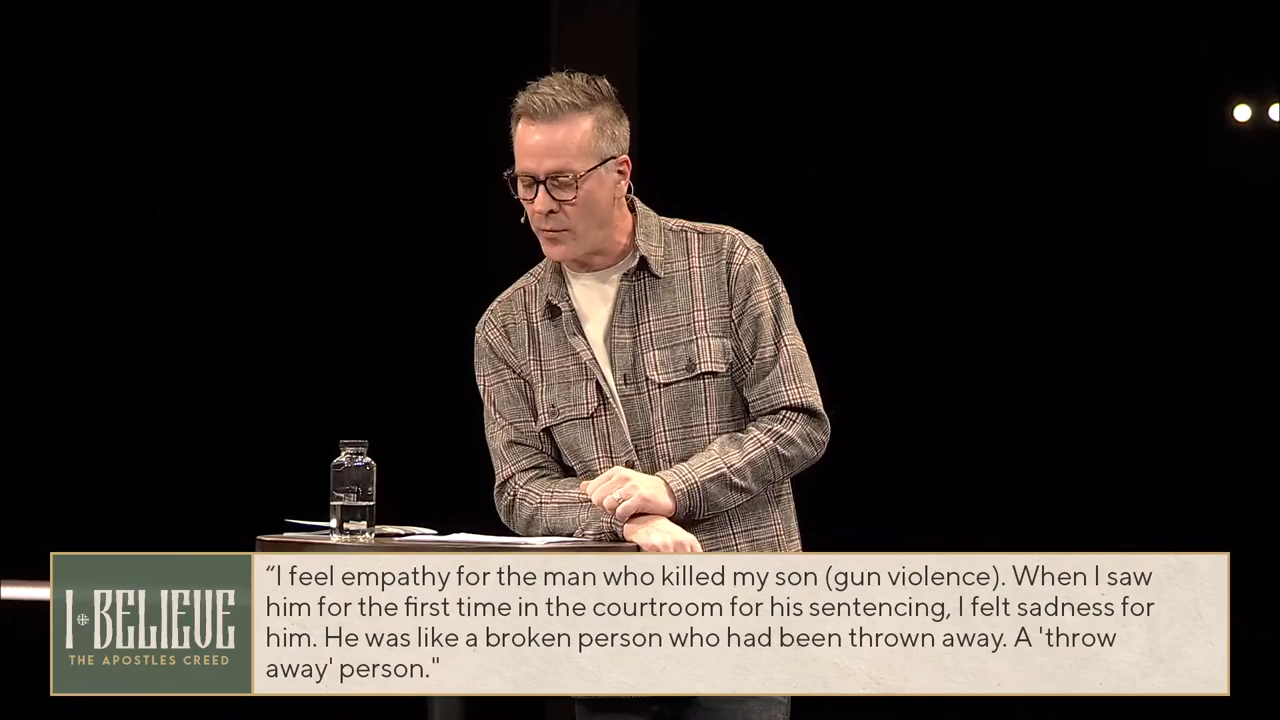 I BELIEVE
THE APOSTLES CREED
“I feel empathy for the man who killed my son (gun violence). When I saw
him for the first time in the courtroom for his sentencing, I felt sadness for
him. He was like a broken person who had been thrown away. A 'throw
away' person."